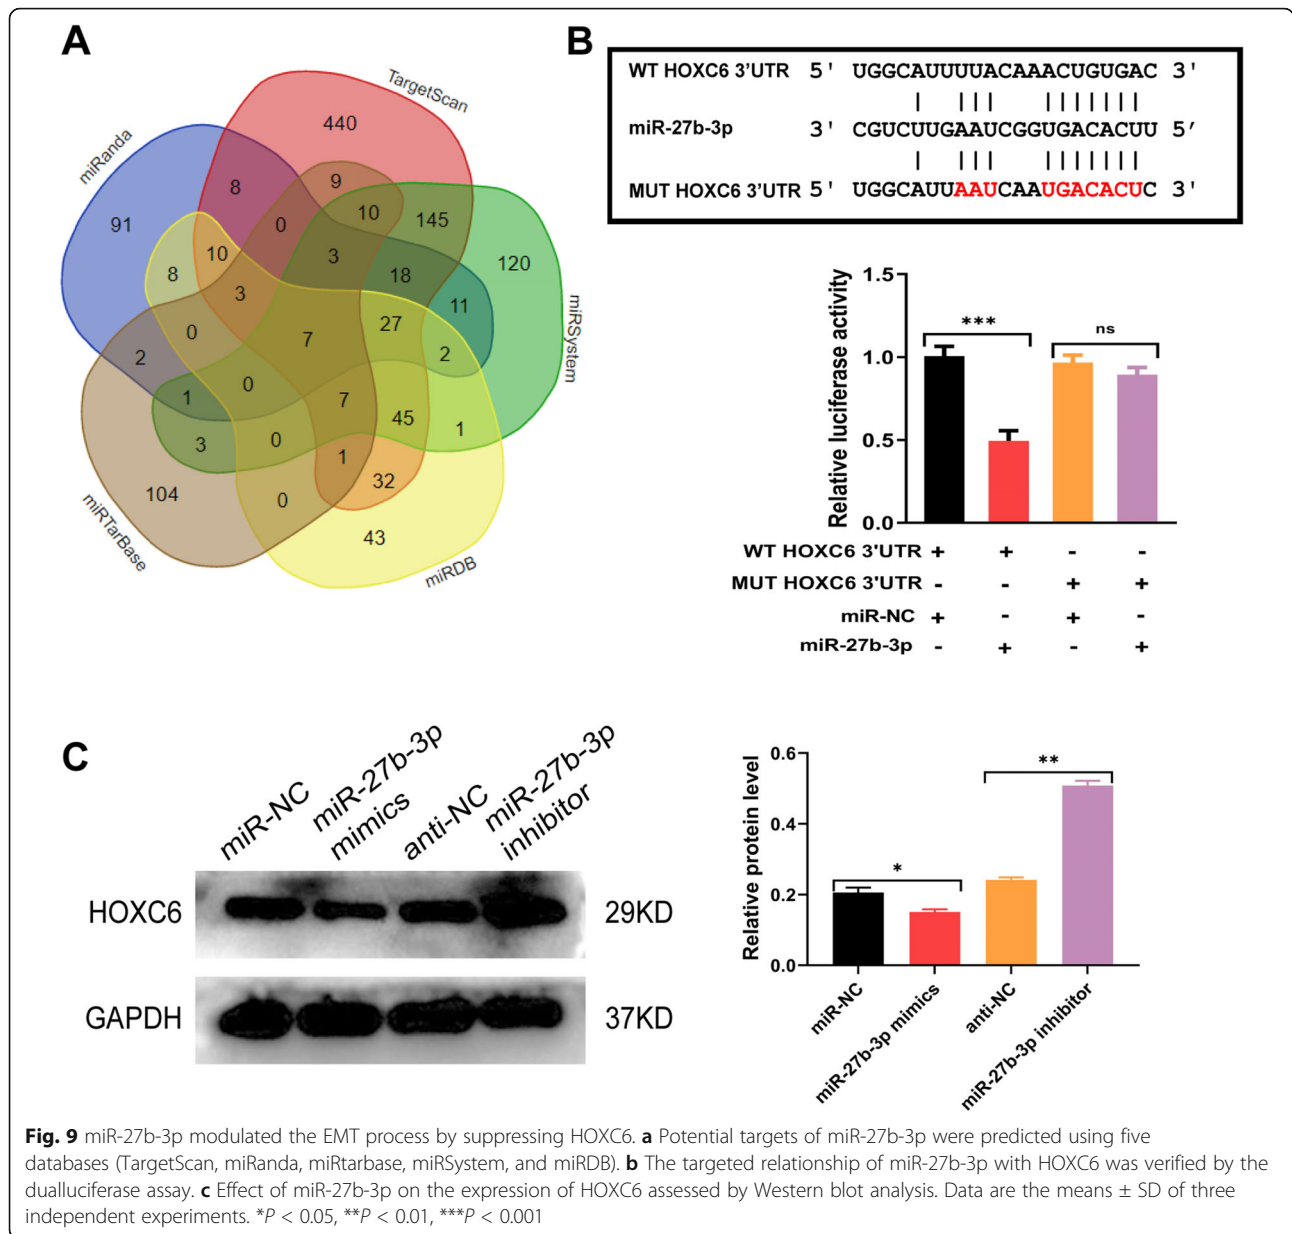 A
TargetScan
440
miRanda
8
9
91
0
10
145
10
3
120
8
18
3
11
miRSystem
0
7
27
2
2
0
1
7
45
1
3
0
1
32
104
0
43
miRTarBase
miRDB
B
WT HOXC6 3'UTR 5' UGGCAUUUUACAAACUGUGAC 3'
miR-27b-3p 3' CGUCUUGAAUCGGUGACACUU 5'
MUT HOXC6 3'UTR 5' UGGCAUUAAUCAAUGACACUC 3'
Relative luciferase activity
1.5
1.0
0.5
0.0
***
ns
WT HOXC6 3'UTR + + - -
MUT HOXC6 3'UTR - - + +
miR-NC + - + -
miR-27b-3p - + - +
C
miR-NC
miR-27b-3p
mimics
anti-NC
miR-27b-3p
inhibitor
HOXC6 29KD
GAPDH 37KD
Relative protein level
0.6
0.4
0.2
0.0
*
**
miR-NC
miR-27b-3p mimics
anti-NC
miR-27b-3p inhibitor
Fig. 9 miR-27b-3p modulated the EMT process by suppressing HOXC6. a Potential targets of miR-27b-3p were predicted using five
databases (TargetScan, miRanda, miRtarbase, miRSystem, and miRDB). b The targeted relationship of miR-27b-3p with HOXC6 was verified by the
dualluciferase assay. c Effect of miR-27b-3p on the expression of HOXC6 assessed by Western blot analysis. Data are the means ± SD of three
independent experiments. *P < 0.05, **P < 0.01, ***P < 0.001